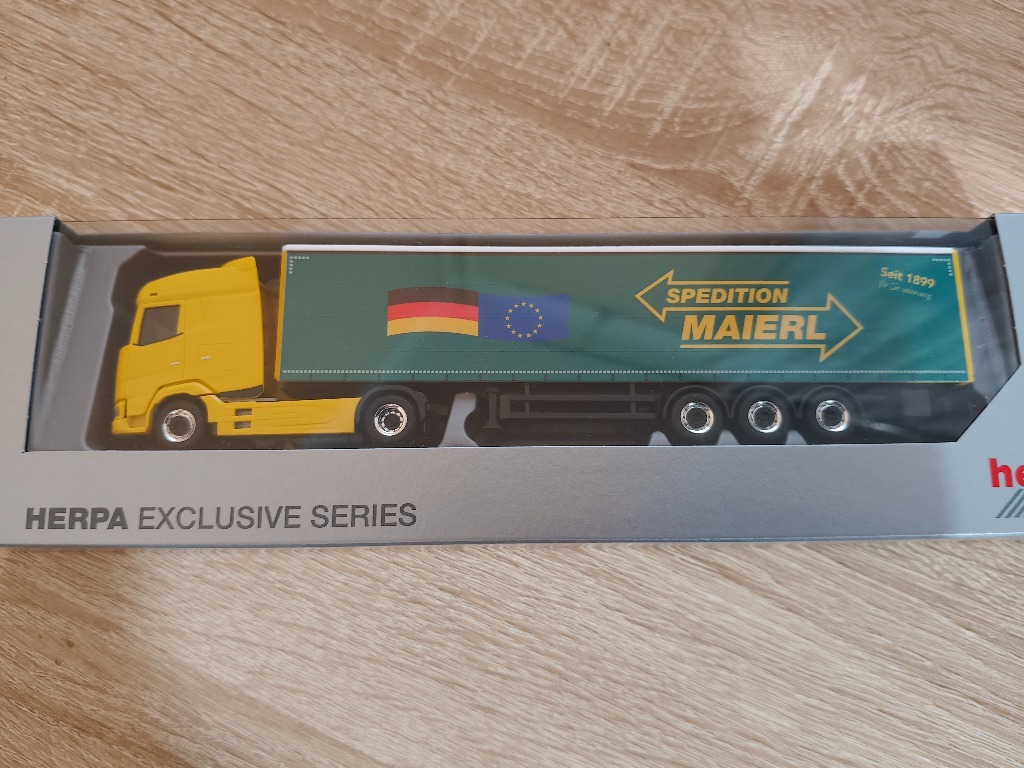 Seit 1899
SPEDITION
MAIERL
HERPA EXCLUSIVE SERIES
he